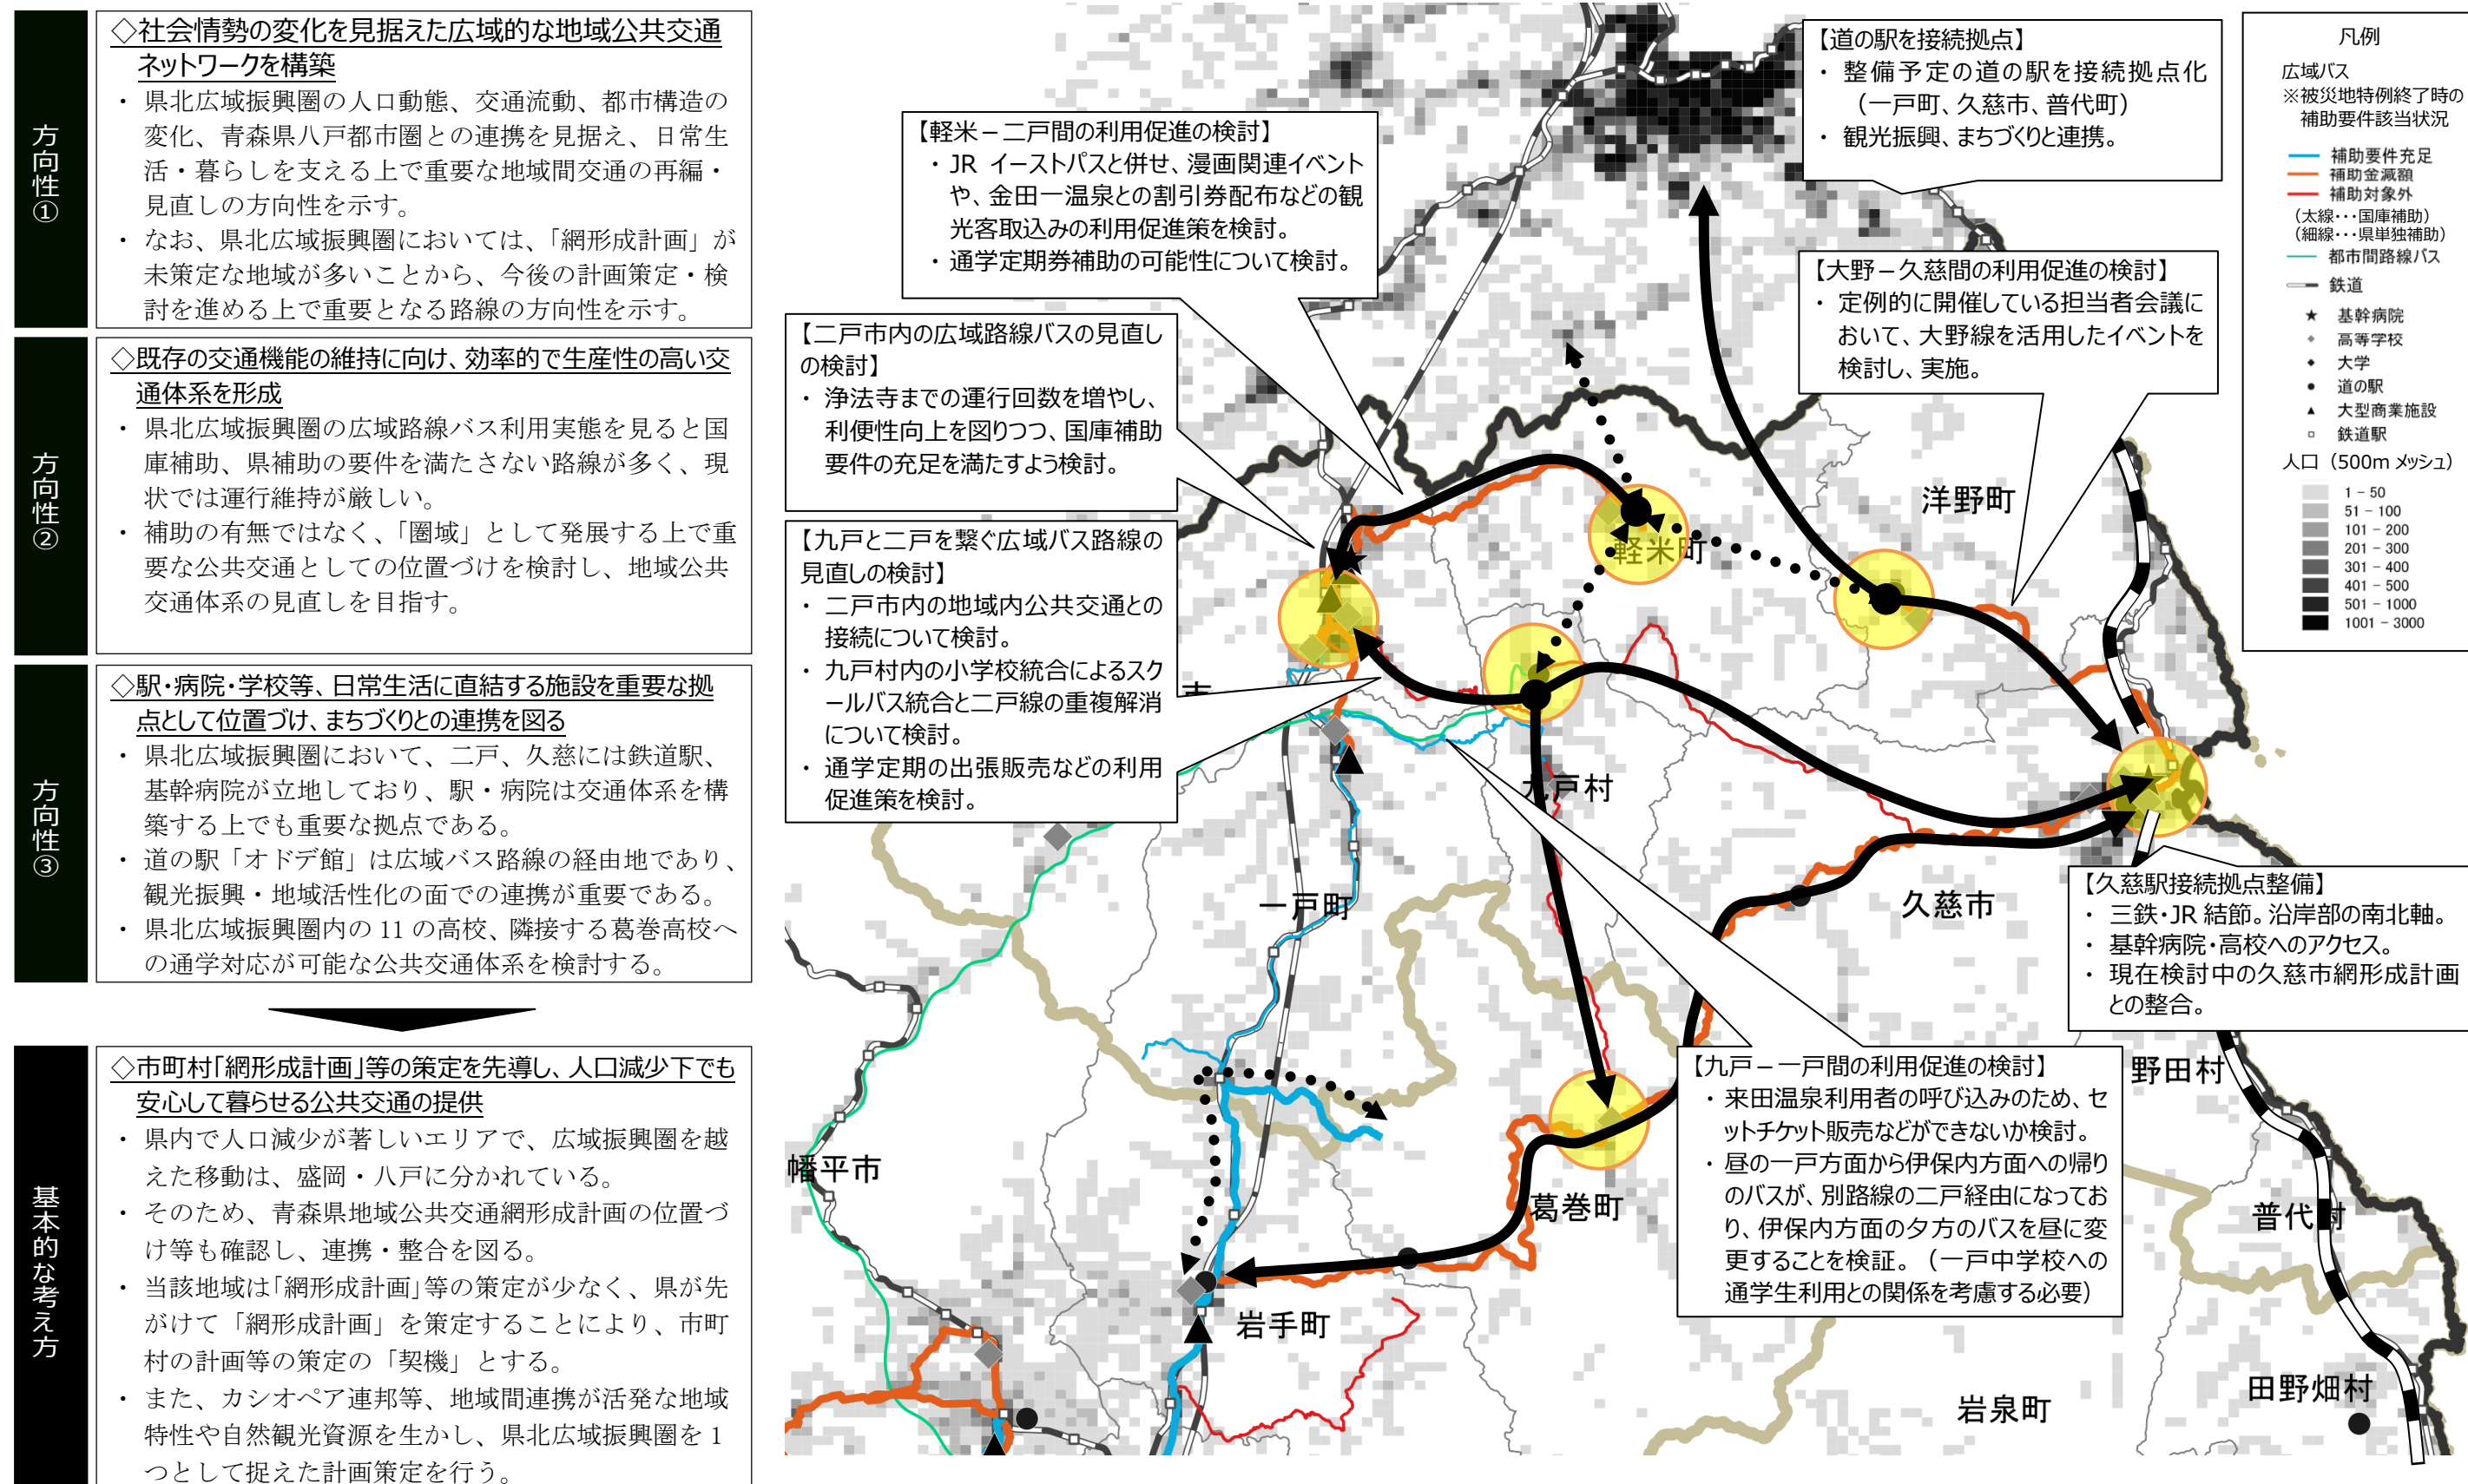 方向性①
◇社会情勢の変化を見据えた広域的な地域公共交通
ネットワークを構築
・ 県北広域振興圏の人口動態、交通流動、都市構造の
変化、青森県八戸都市圏との連携を見据え、日常生
活・暮らしを支える上で重要な地域間交通の再編・
見直しの方向性を示す。
・ なお、県北広域振興圏においては、「網形成計画」が
未策定な地域が多いことから、今後の計画策定・検
討を進める上で重要となる路線の方向性を示す。
方向性②
◇既存の交通機能の維持に向け、効率的で生産性の高い交
通体系を形成
・ 県北広域振興圏の広域路線バス利用実態を見ると国
庫補助、県補助の要件を満たさない路線が多く、現
状では運行維持が厳しい。
・ 補助の有無ではなく、「圏域」として発展する上で重
要な公共交通としての位置づけを検討し、地域公共
交通体系の見直しを目指す。
方向性③
◇駅・病院・学校等、日常生活に直結する施設を重要な拠
点として位置づけ、まちづくりとの連携を図る
・ 県北広域振興圏において、二戸、久慈には鉄道駅、
基幹病院が立地しており、駅・病院は交通体系を構
築する上でも重要な拠点である。
・ 道の駅「オドデ館」は広域バス路線の経由地であり、
観光振興・地域活性化の面での連携が重要である。
・ 県北広域振興圏内の 11 の高校、隣接する葛巻高校へ
の通学対応が可能な公共交通体系を検討する。
基本的な考え方
◇市町村「網形成計画」等の策定を先導し、人口減少下でも
安心して暮らせる公共交通の提供
・ 県内で人口減少が著しいエリアで、広域振興圏を越
えた移動は、盛岡・八戸に分かれている。
・ そのため、青森県地域公共交通網形成計画の位置づ
け等も確認し、連携・整合を図る。
・ 当該地域は「網形成計画」等の策定が少なく、県が先
がけて「網形成計画」を策定することにより、市町
村の計画等の策定の「契機」とする。
・ また、カシオペア連邦等、地域間連携が活発な地域
特性や自然観光資源を生かし、県北広域振興圏を 1
つとして捉えた計画策定を行う。
【軽米－二戸間の利用促進の検討】
・ JR イーストパスと併せ、漫画関連イベント
や、金田一温泉との割引券配布などの観
光客取込みの利用促進策を検討。
・ 通学定期券補助の可能性について検討。
【二戸市内の広域路線バスの見直し
の検討】
・ 浄法寺までの運行回数を増やし、
利便性向上を図りつつ、国庫補助
要件の充足を満たすよう検討。
【九戸と二戸を繋ぐ広域バス路線の
見直しの検討】
・ 二戸市内の地域内公共交通との
接続について検討。
・ 九戸村内の小学校統合によるスク
ールバス統合と二戸線の重複解消
について検討。
・ 通学定期の出張販売などの利用
促進策を検討。
【道の駅を接続拠点】
・ 整備予定の道の駅を接続拠点化
（一戸町、久慈市、普代町）
・ 観光振興、まちづくりと連携。
【大野－久慈間の利用促進の検討】
・ 定例的に開催している担当者会議に
おいて、大野線を活用したイベントを
検討し、実施。
【久慈駅接続拠点整備】
・ 三鉄・JR 結節。沿岸部の南北軸。
・ 基幹病院・高校へのアクセス。
・ 現在検討中の久慈市網形成計画
との整合。
【九戸－一戸間の利用促進の検討】
・ 来田温泉利用者の呼び込みのため、セ
ットチケット販売などができないか検討。
・ 昼の一戸方面から伊保内方面への帰り
のバスが、別路線の二戸経由になってお
り、伊保内方面の夕方のバスを昼に変
更することを検証。（一戸中学校への
通学生利用との関係を考慮する必要）
洋野町
軽米町
市
九戸村
一戸町
久慈市
野田村
普代村
田野畑村
岩泉町
葛巻町
岩手町
幡平市
凡例
広域バス
※被災地特例終了時の
補助要件該当状況
補助要件充足
補助金減額
補助対象外
（太線・・・国庫補助）
（細線・・・県単独補助）
都市間路線バス
鉄道
基幹病院
高等学校
大学
道の駅
大型商業施設
鉄道駅
人口（500m メッシュ）
1 - 50
51 - 100
101 - 200
201 - 300
301 - 400
401 - 500
501 - 1000
1001 - 3000